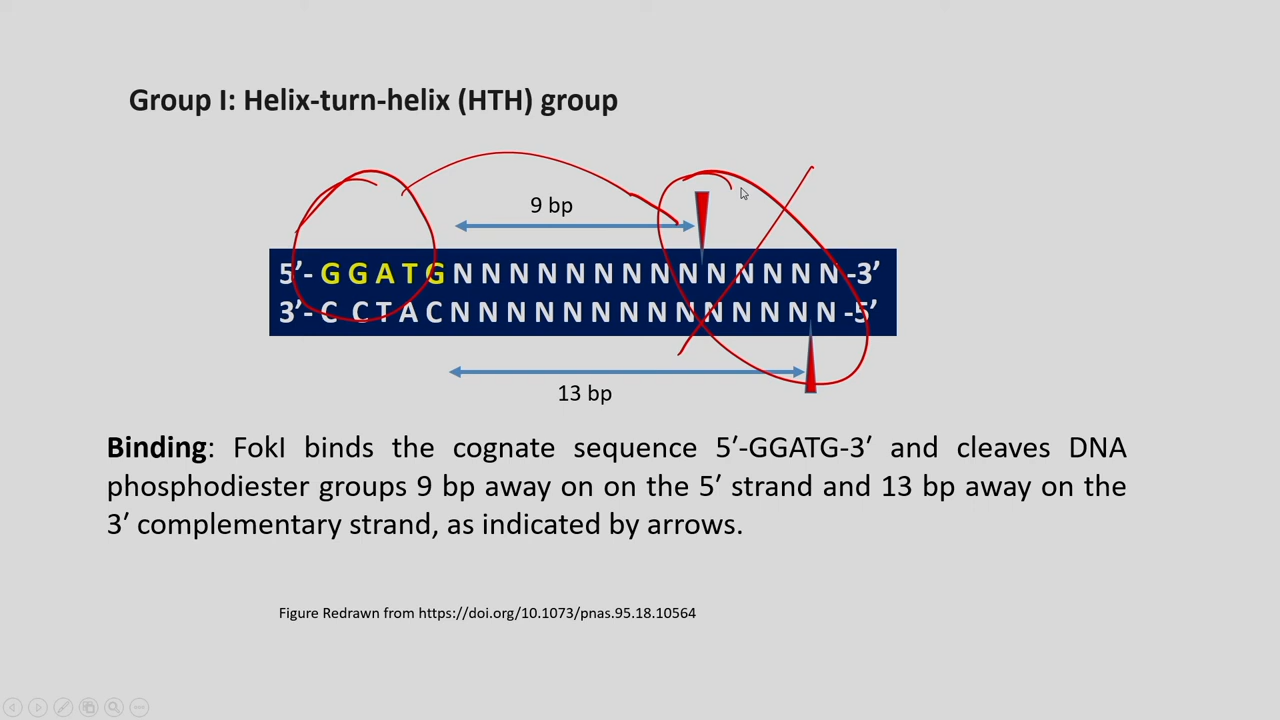 Group I: Helix-turn-helix (HTH) group
9 bp
5′- G G A T G N N N N N N N N N N N N N N -3′
3′- C C T A C N N N N N N N N N N N N N N -5′
13 bp
Binding: FokI binds the cognate sequence 5′-GGATG-3′ and cleaves DNA
phosphodiester groups 9 bp away on on the 5′ strand and 13 bp away on the
3′ complementary strand, as indicated by arrows.
Figure Redrawn from https://doi.org/10.1073/pnas.95.18.10564